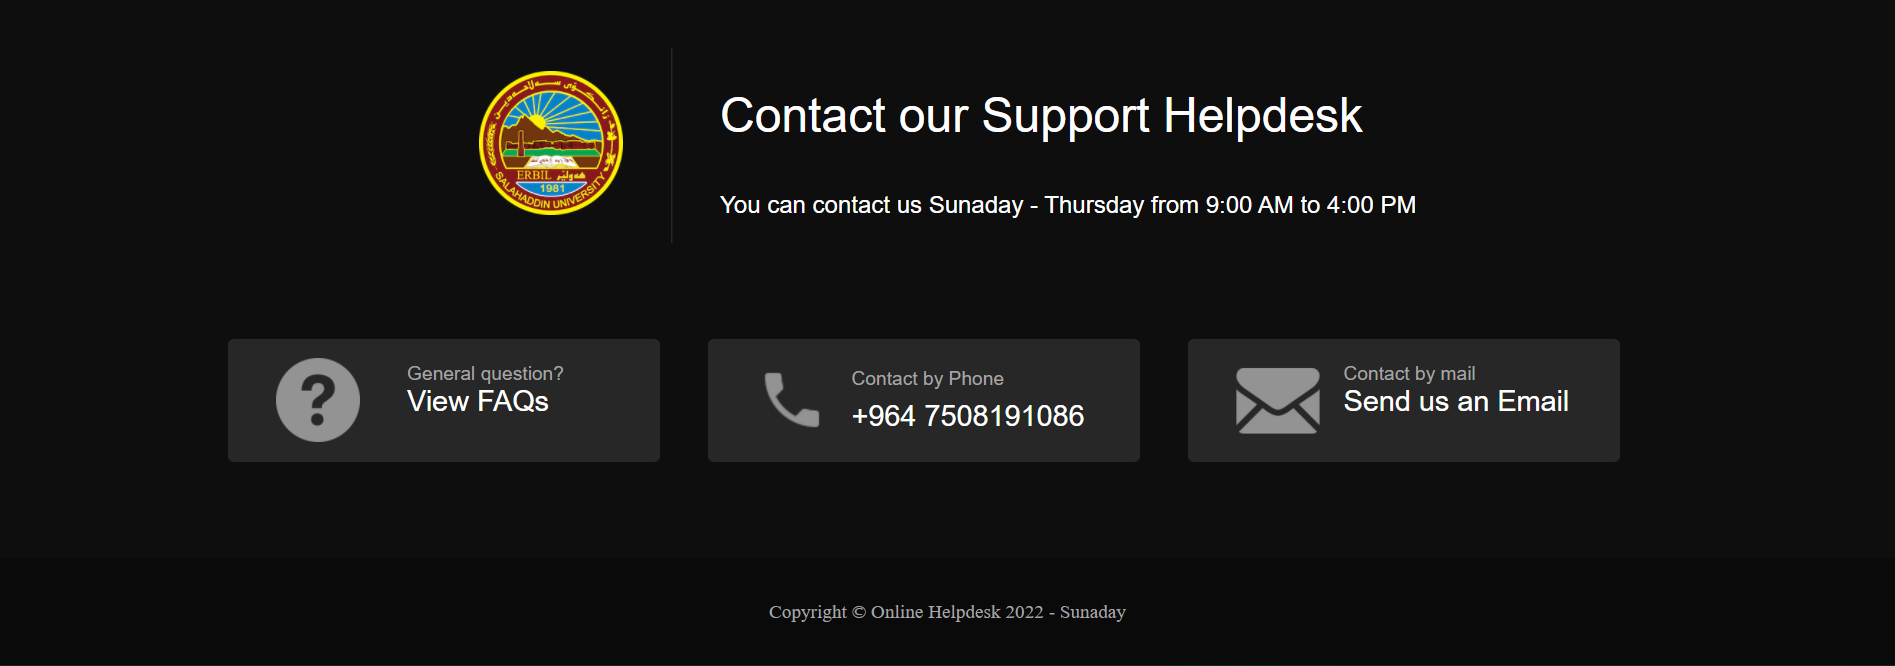 زانكۆی سەلاحەدین
ERBIL هەولێر
1981
SALAHADDIN UNIVERSITY
Contact our Support Helpdesk
You can contact us Sunaday - Thursday from 9:00 AM to 4:00 PM
General question?
View FAQs
Contact by Phone
+964 7508191086
Contact by mail
Send us an Email
Copyright © Online Helpdesk 2022 - Sunaday